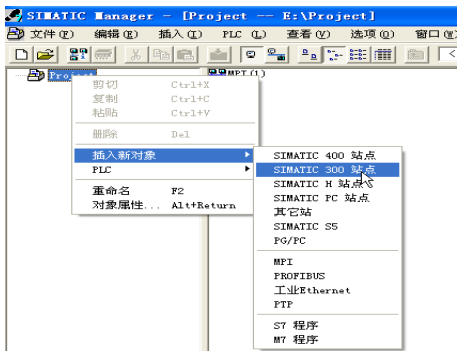 SIMATIC Manager - [Project -- E:\Project]
文件(F) 编辑(E) 插入(I) PLC (L) 查看(V) 选项(O) 窗口(W)
Project
MPT(1)
剪切 Ctrl+X
复制 Ctrl+C
粘贴 Ctrl+V
删除 Del
插入新对象
PLC
重命名 F2
对象属性... Alt+Return
SIMATIC 400 站点
SIMATIC 300 站点
SIMATIC H 站点
SIMATIC PC 站点
其它站
SIMATIC S5
PG/PC
MPI
PROFIBUS
工业Ethernet
PTP
S7 程序
M7 程序